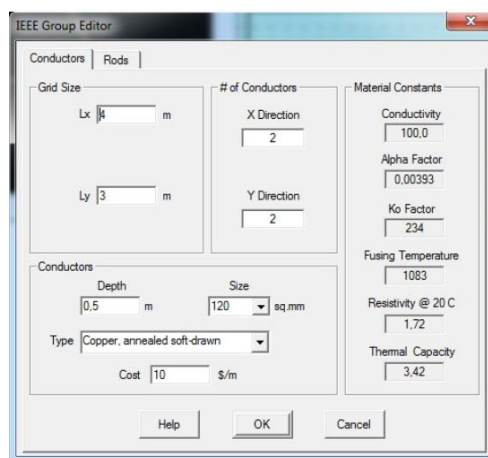 IEEE Group Editor
Conductors Rods
Grid Size
Lx 4 m
Ly 3 m
# of Conductors
X Direction
2
Y Direction
2
Conductors
Depth Size
0,5 m 120 sq.mm
Type Copper, annealed soft-drawn
Cost 10 $/m
Material Constants
Conductivity
100,0
Alpha Factor
0,00393
Ko Factor
234
Fusing Temperature
1083
Resistivity @ 20 C
1,72
Thermal Capacity
3,42
Help OK Cancel